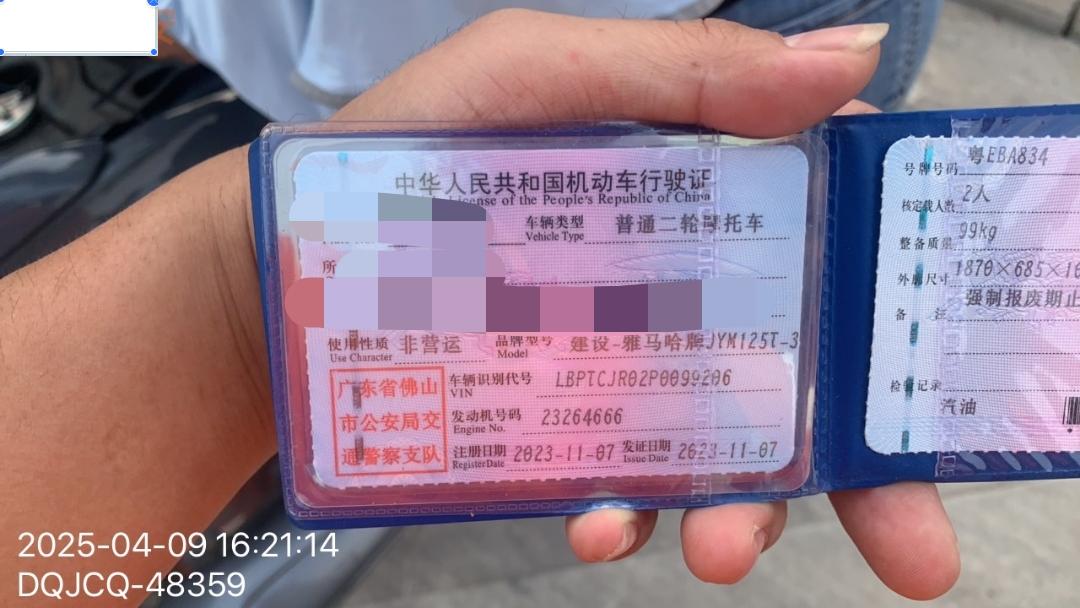 中华人民共和国机动车行驶证
License of the People's Republic of China
车辆类型 普通二轮摩托车
Vehicle Type
所
使用性质 非营运 品牌型号 建设-雅马哈牌JYM125T-3
Use Character Model
广东省佛山
市公安局交
通警察支队
车辆识别代号 LBPTCJR02P0099206
VIN
发动机号码 23264666
Engine No.
注册日期 2023-11-07 发证日期 2023-11-07
Register Date Issue Date
号牌号码 粤EBA834
核定载人数 2人
整备质量 99kg
外廓尺寸 1870×685×1
备注 强制报废期止
检验记录
汽油
2025-04-09 16:21:14
DQJCQ-48359